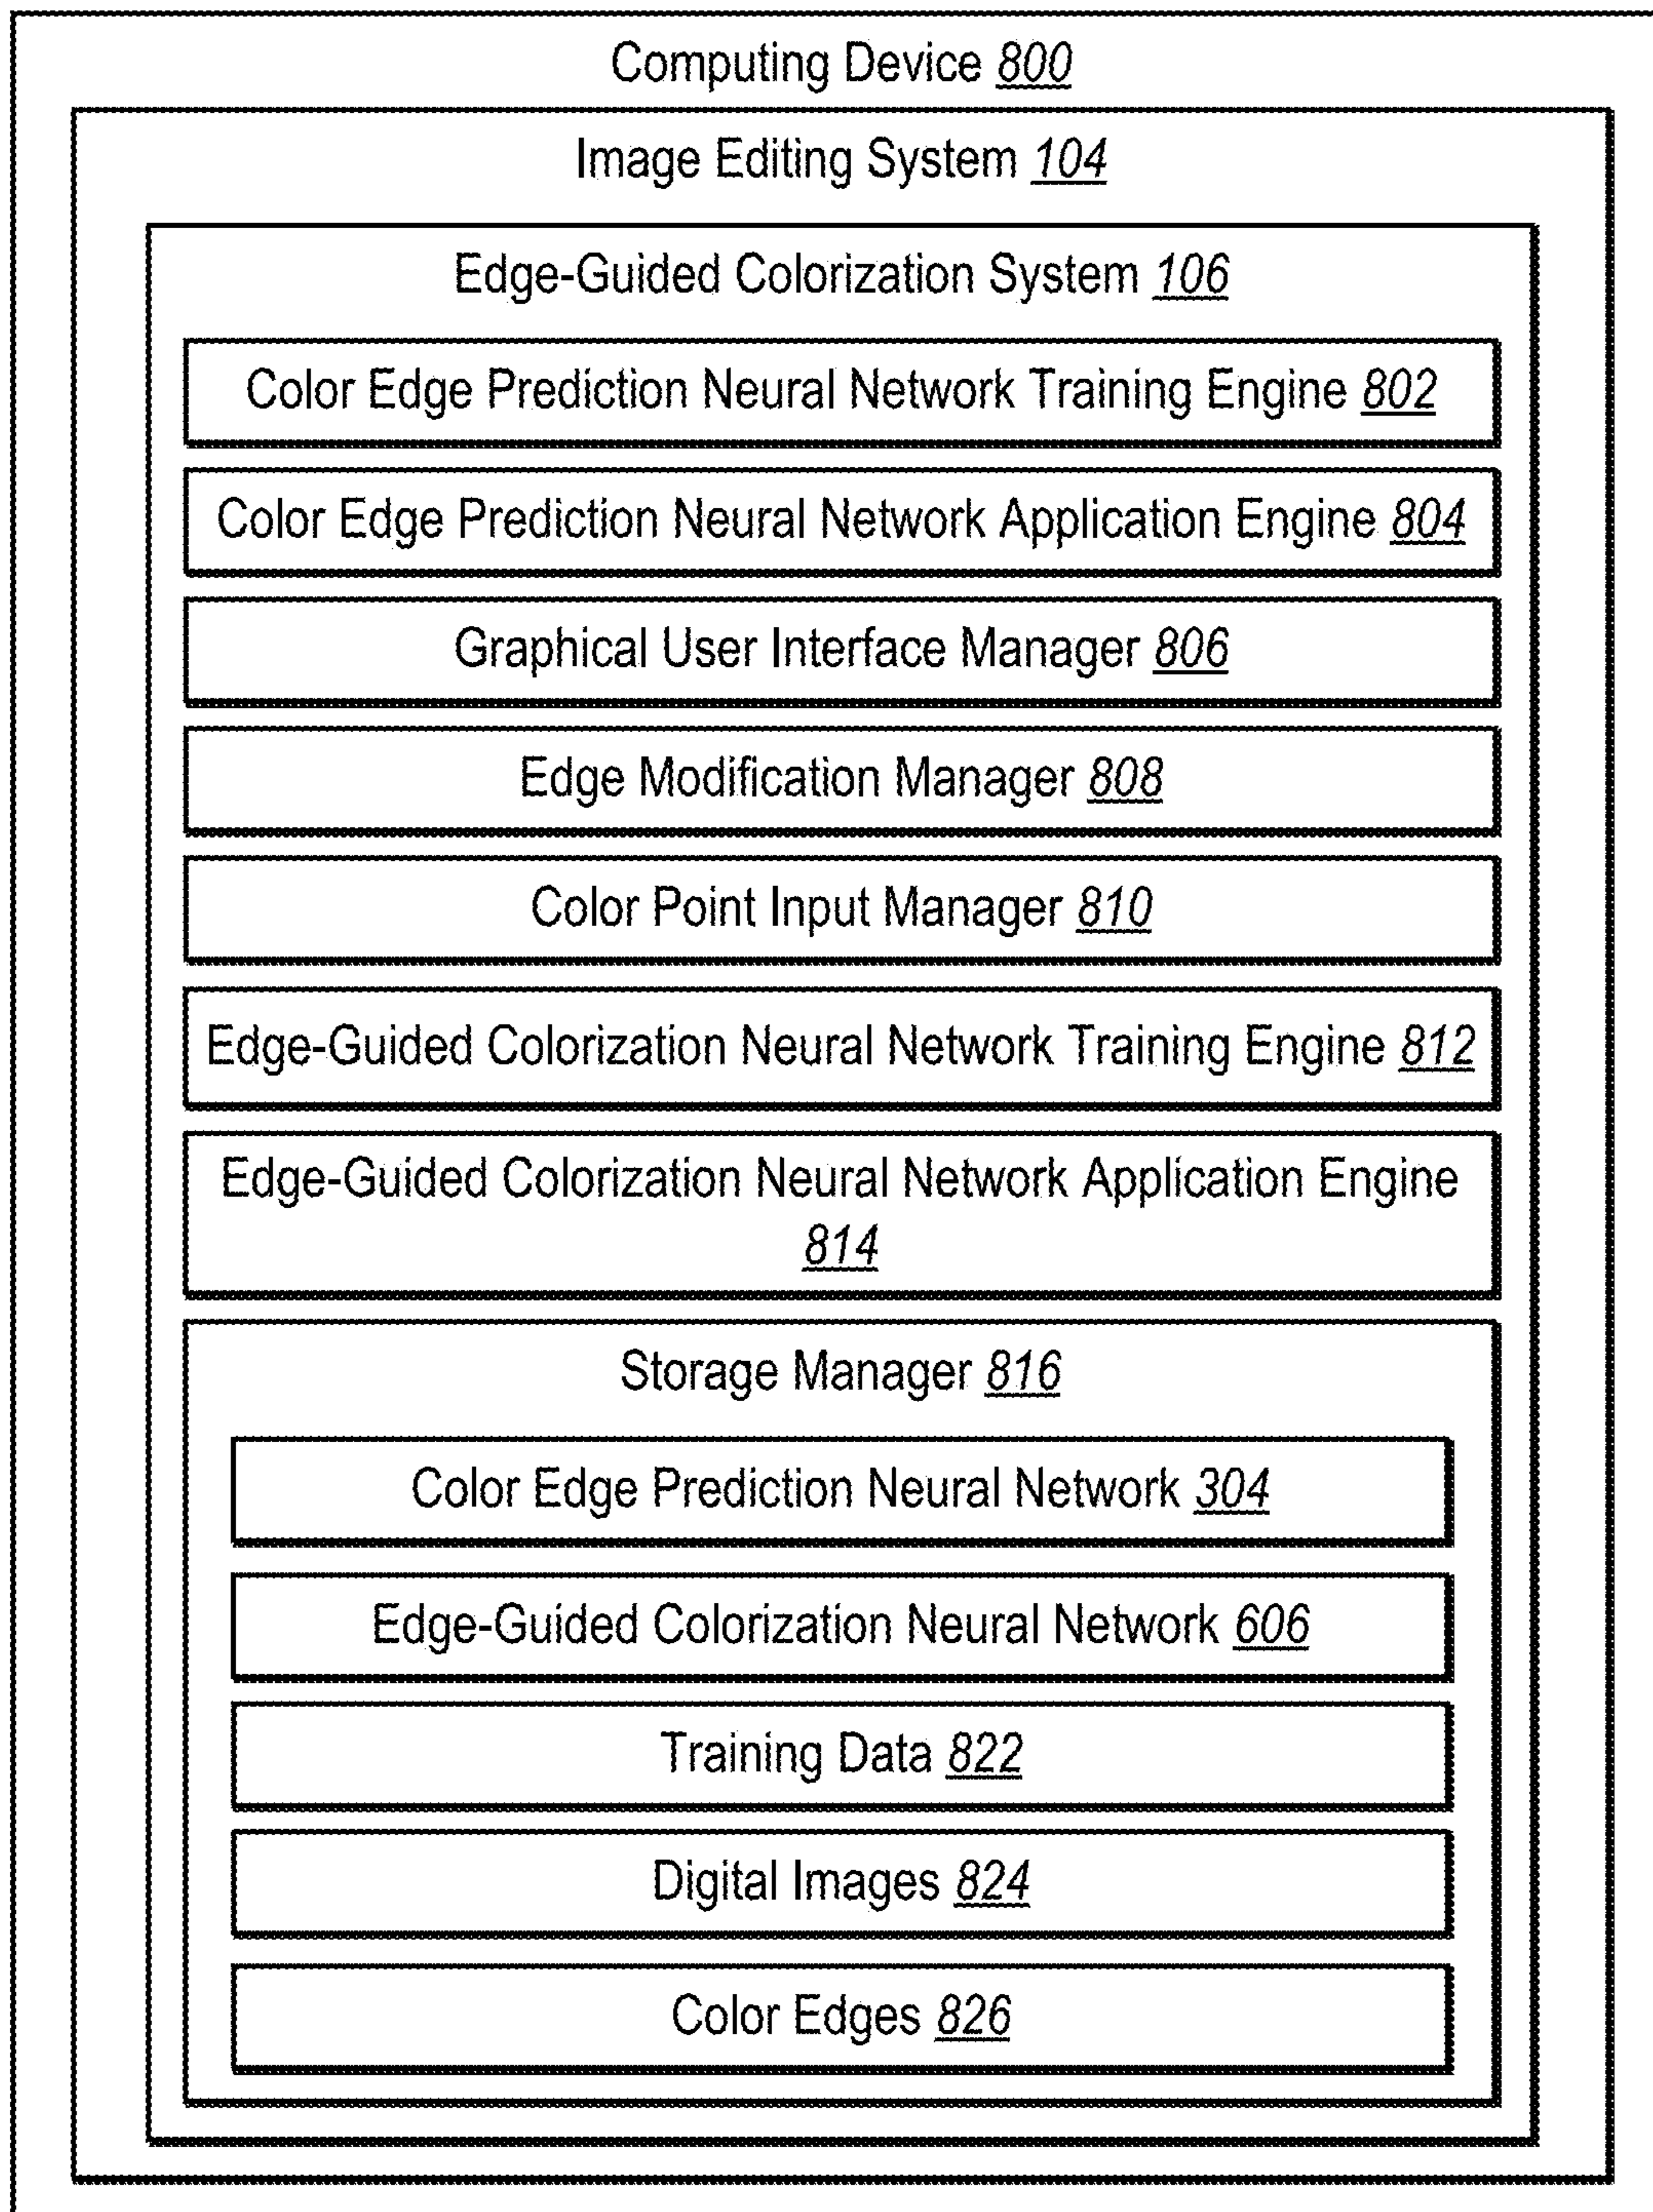 Computing Device 800
Image Editing System 104
Edge-Guided Colorization System 106
Color Edge Prediction Neural Network Training Engine 802
Color Edge Prediction Neural Network Application Engine 804
Graphical User Interface Manager 806
Edge Modification Manager 808
Color Point Input Manager 810
Edge-Guided Colorization Neural Network Training Engine 812
Edge-Guided Colorization Neural Network Application Engine
814
Storage Manager 816
Color Edge Prediction Neural Network 304
Edge-Guided Colorization Neural Network 606
Training Data 822
Digital Images 824
Color Edges 826